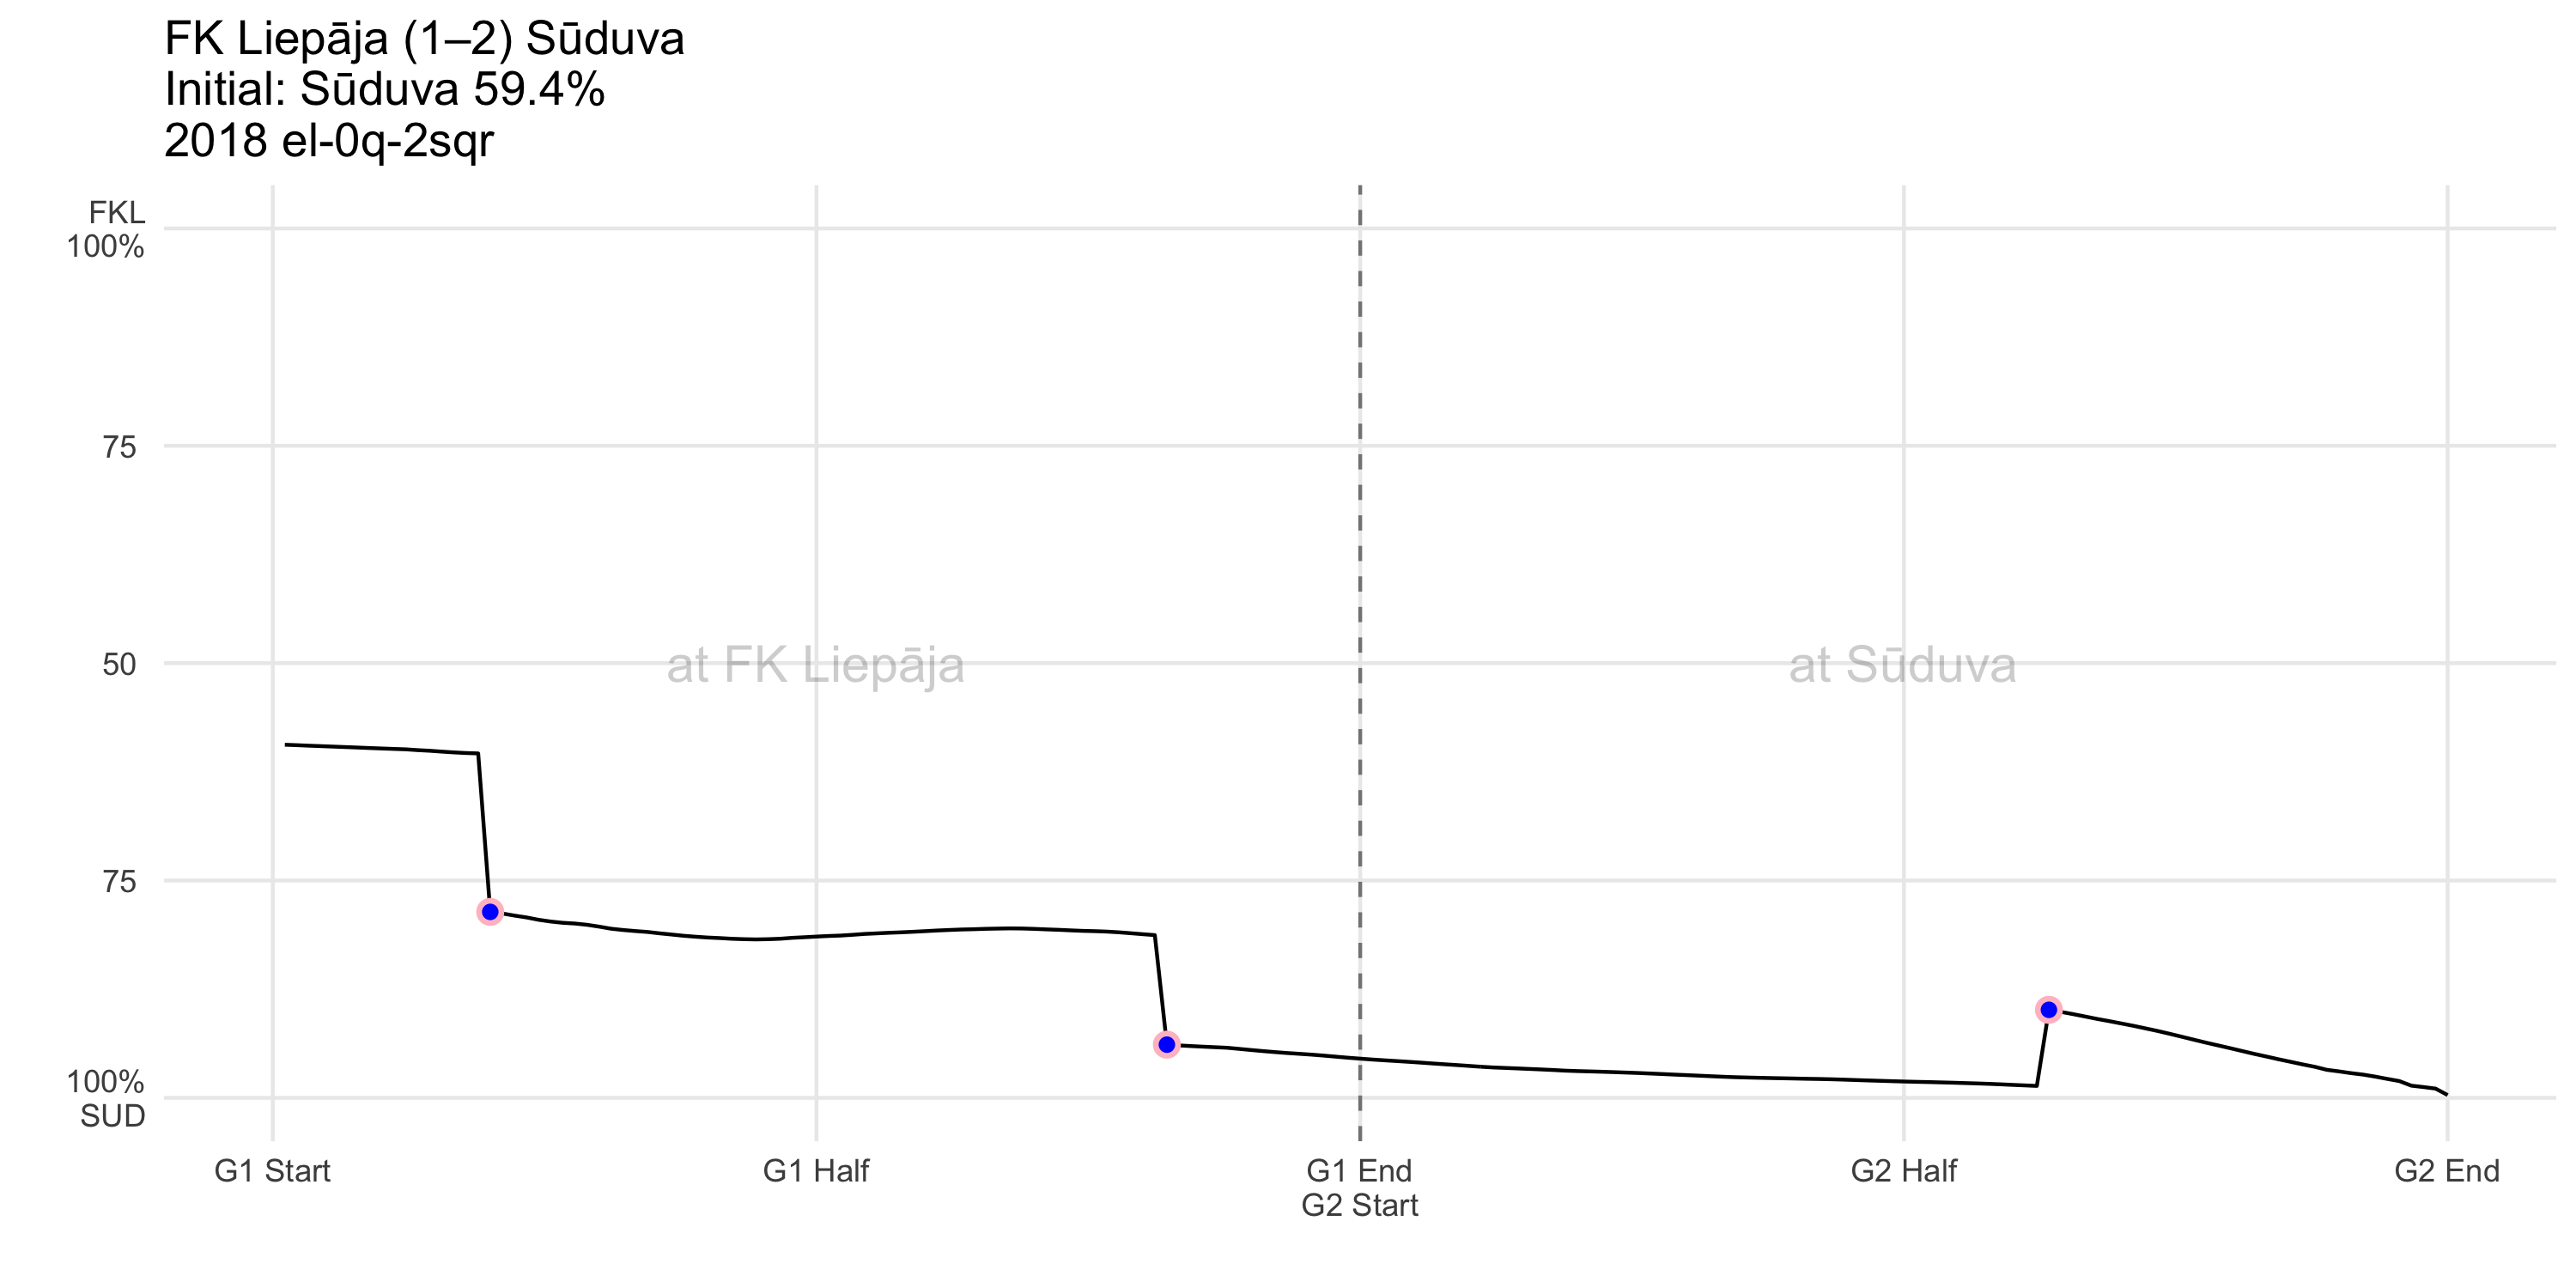 FK Liepāja (1–2) Sūduva
Initial: Sūduva 59.4%
2018 el-0q-2sqr
FKL
100%
75
50
75
100%
SUD
at FK Liepāja
at Sūduva
G1 Start
G1 Half
G1 End
G2 Start
G2 Half
G2 End